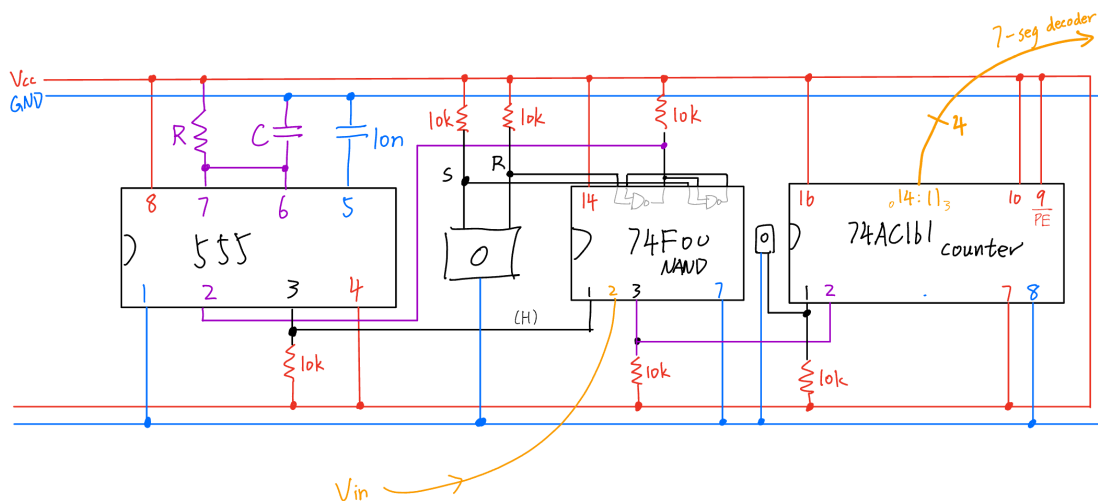 7-seg decoder
Vcc
GND
R
C
10n
10k
10k
10k
4
S
R
8
7
6
5
14
16
.14:11₃
10
9
PE
555
0
74F00
NAND
0
74AC161
counter
1
2
3
4
1
2
3
7
1
2
.
7
8
(H)
10k
10k
10k
Vin